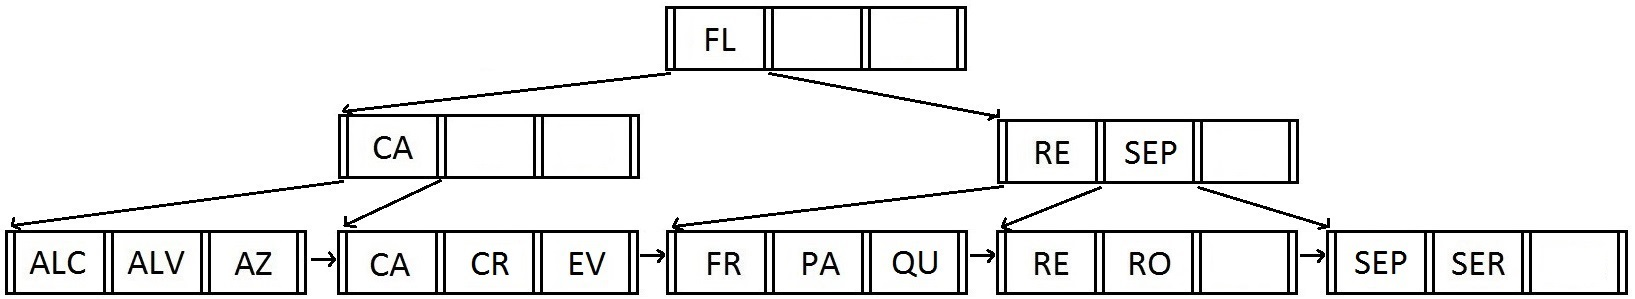 FL
CA RE SEP
ALC ALV AZ CA CR EV FR PA QU RE RO SEP SER